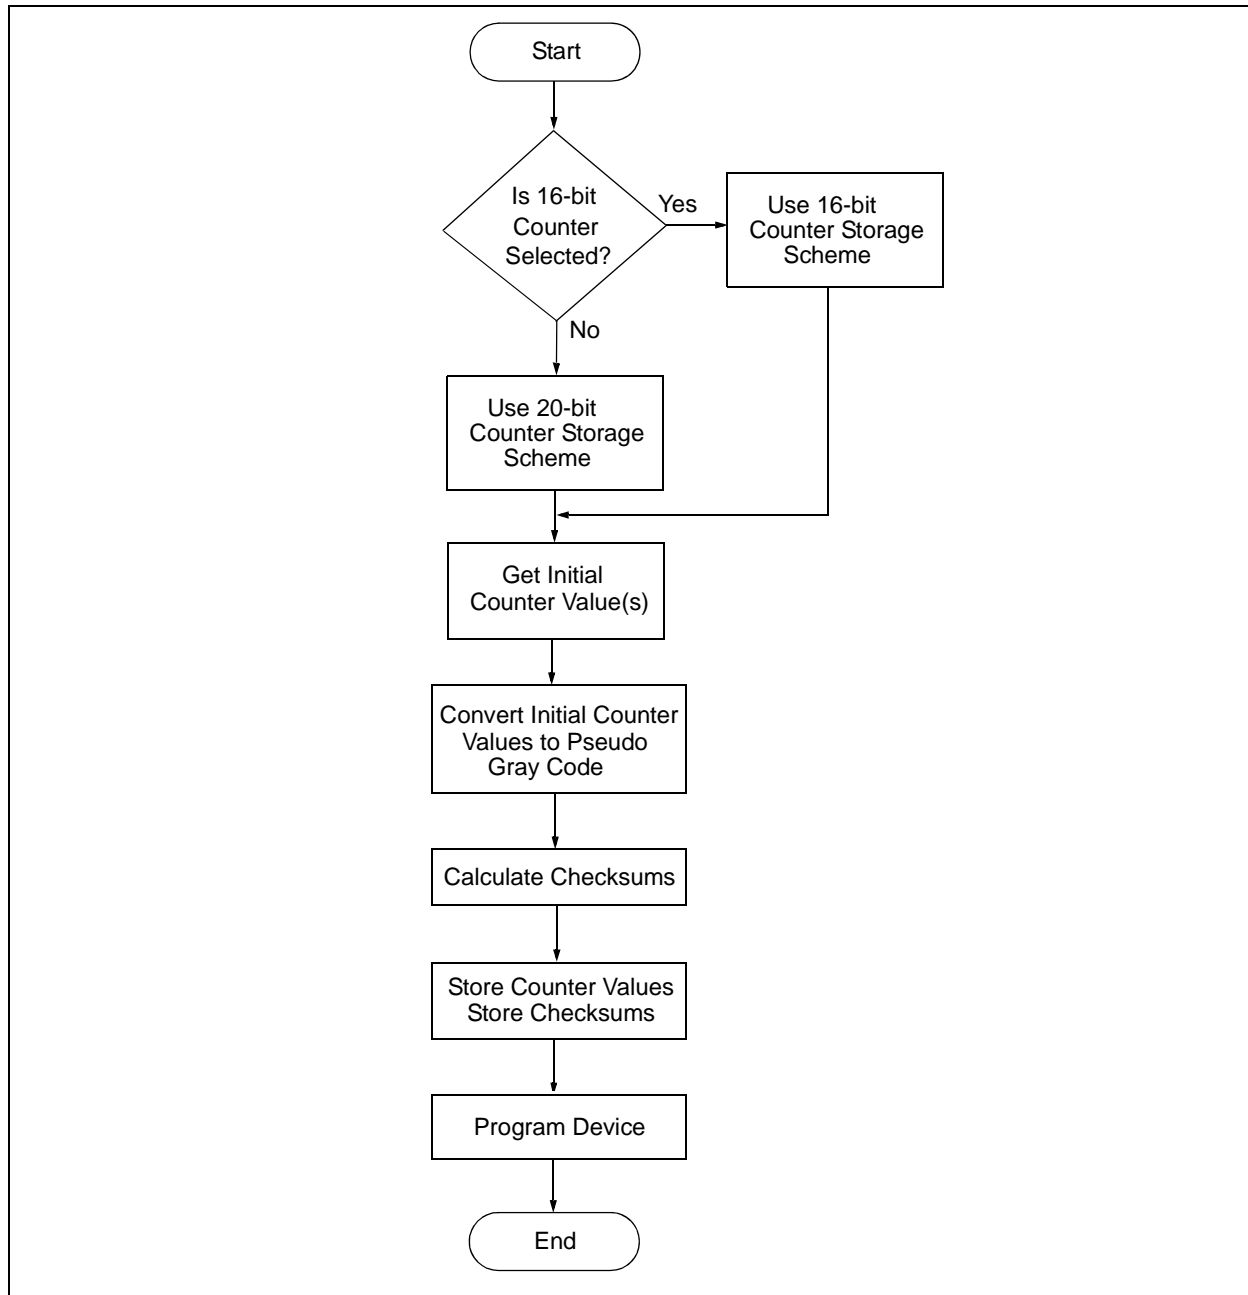 Start
Is 16-bit
Counter
Selected?
Yes
Use 16-bit
Counter Storage
Scheme
No
Use 20-bit
Counter Storage
Scheme
Get Initial
Counter Value(s)
Convert Initial Counter
Values to Pseudo
Gray Code
Calculate Checksums
Store Counter Values
Store Checksums
Program Device
End